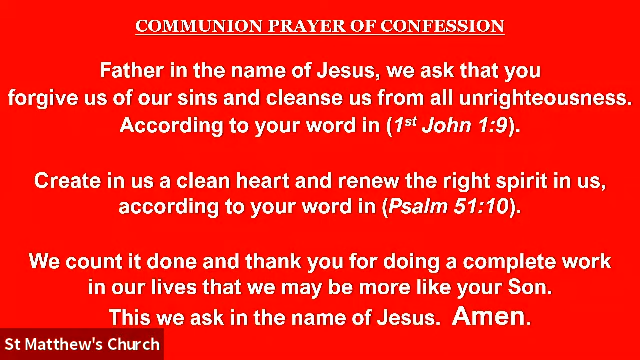 COMMUNION PRAYER OF CONFESSION
Father in the name of Jesus, we ask that you
forgive us of our sins and cleanse us from all unrighteousness.
According to your word in (1st John 1:9).
Create in us a clean heart and renew the right spirit in us,
according to your word in (Psalm 51:10).
We count it done and thank you for doing a complete work
in our lives that we may be more like your Son.
This we ask in the name of Jesus. Amen.
St Matthew's Church